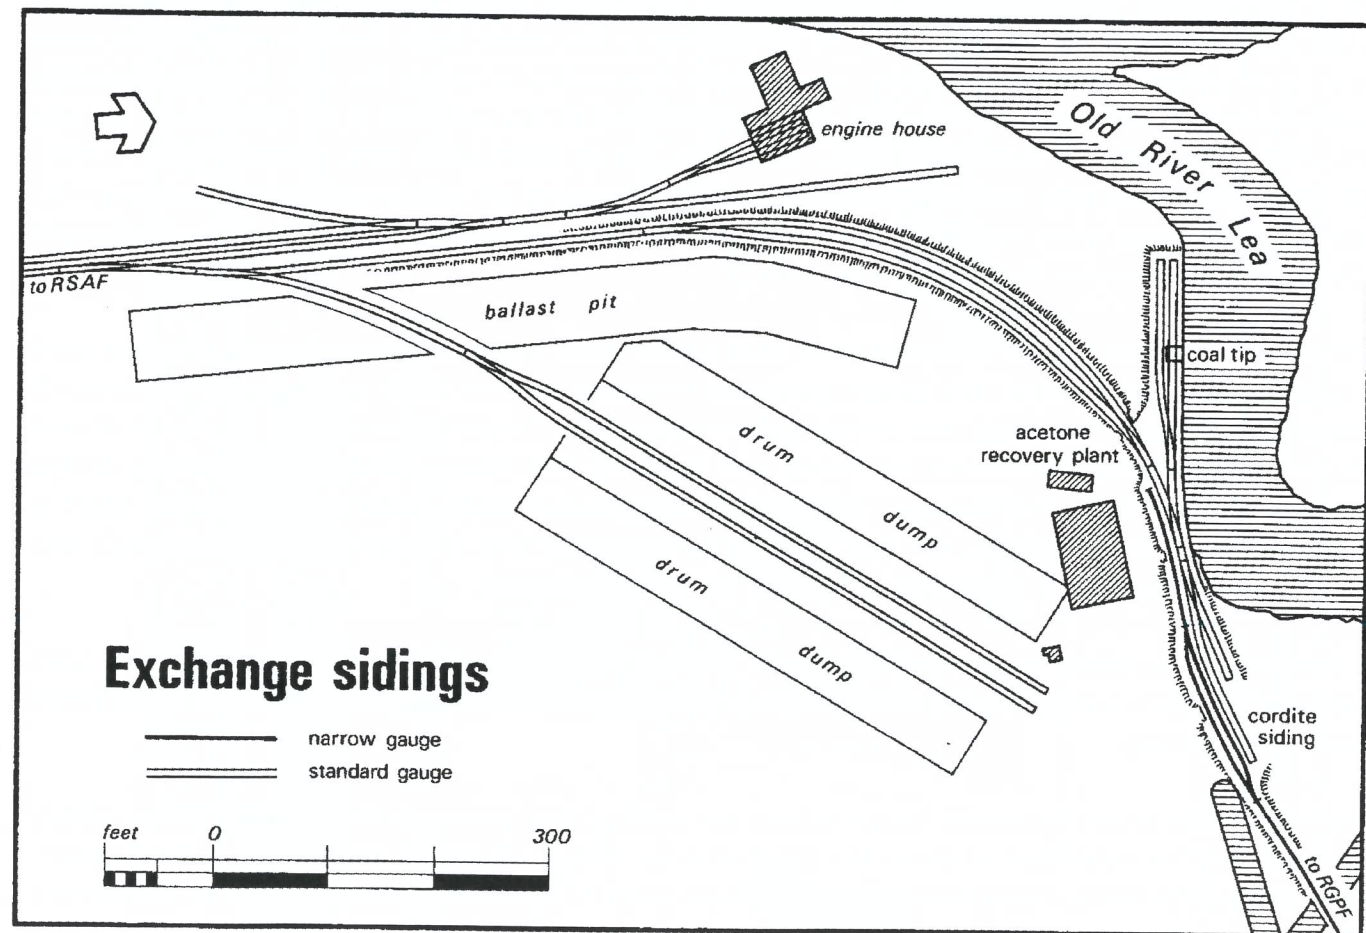 Old River Lea
engine house
to RSAF
ballast pit
coal tip
acetone
recovery plant
drum dump
drum dump
Exchange sidings
cordite
siding
narrow gauge
standard gauge
feet 0 300
to RGPF